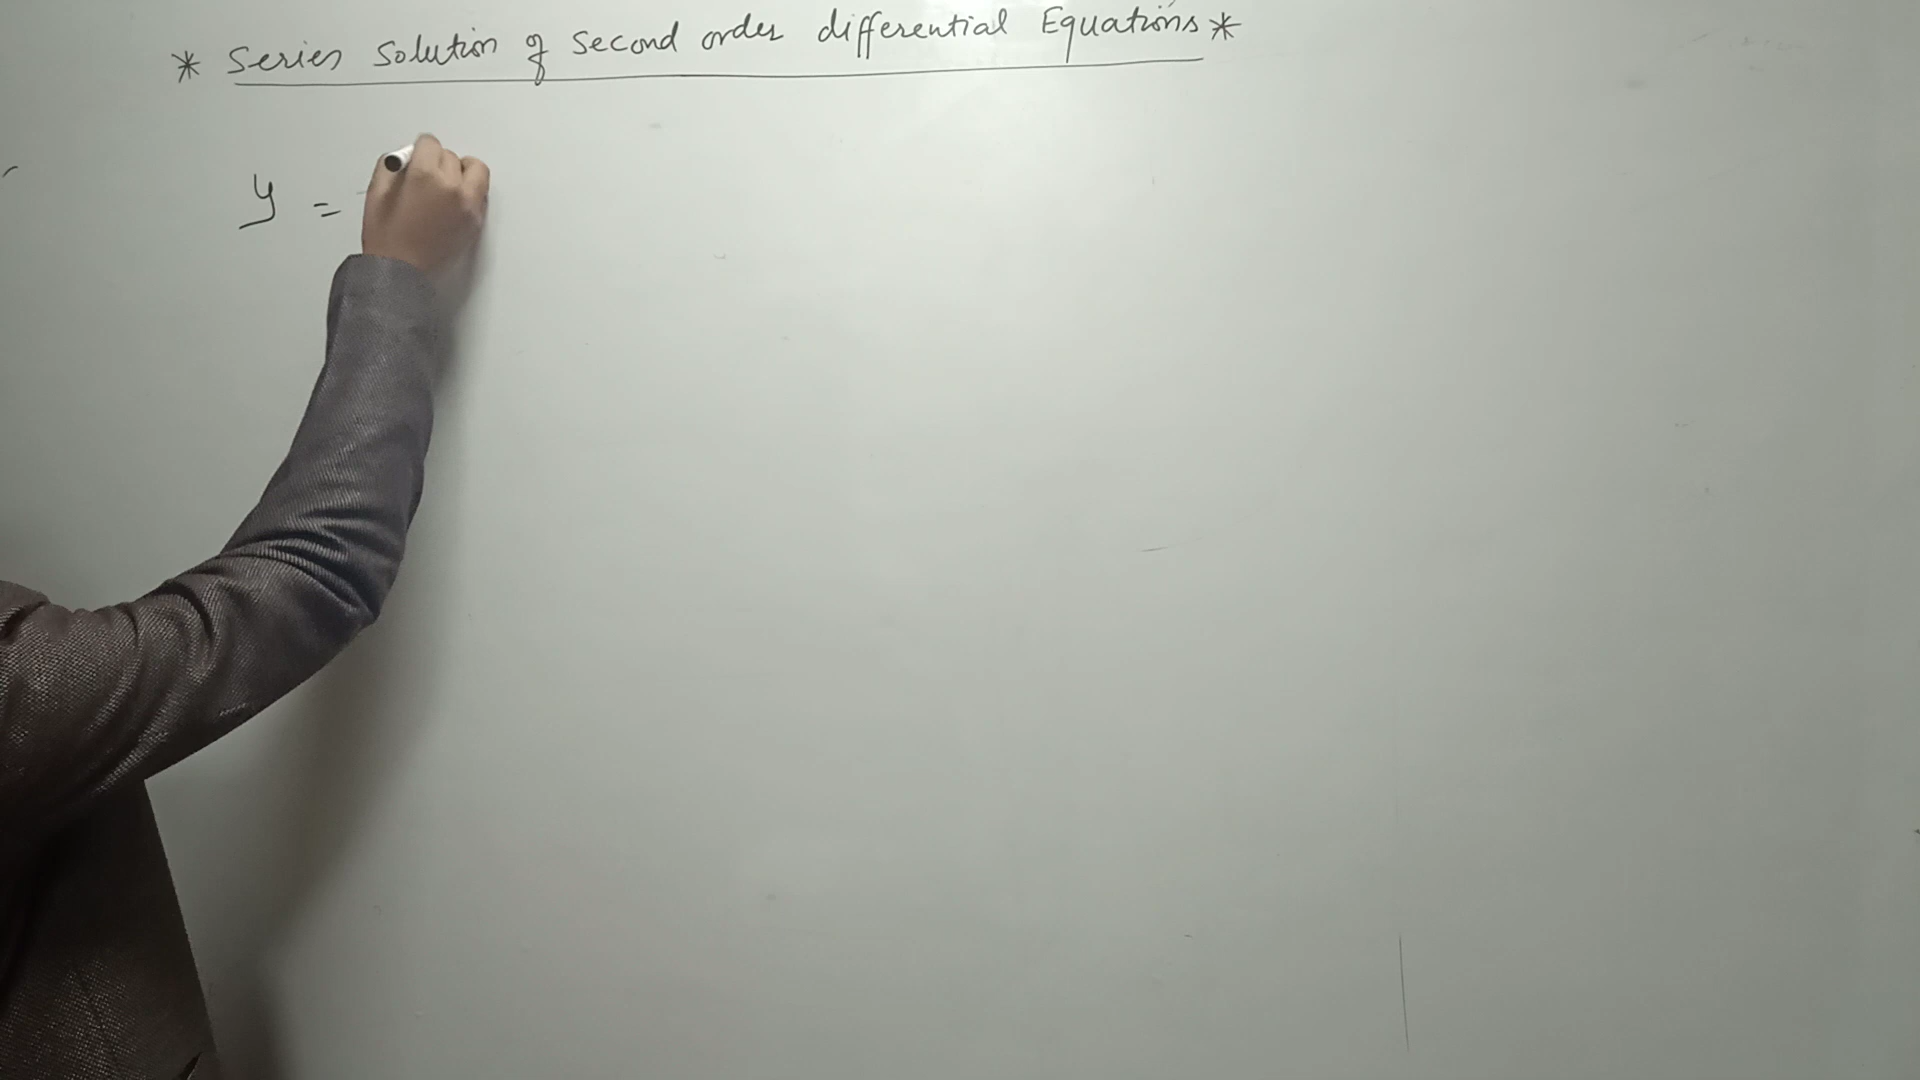 * Series Solution of Second order differential Equations *
y =